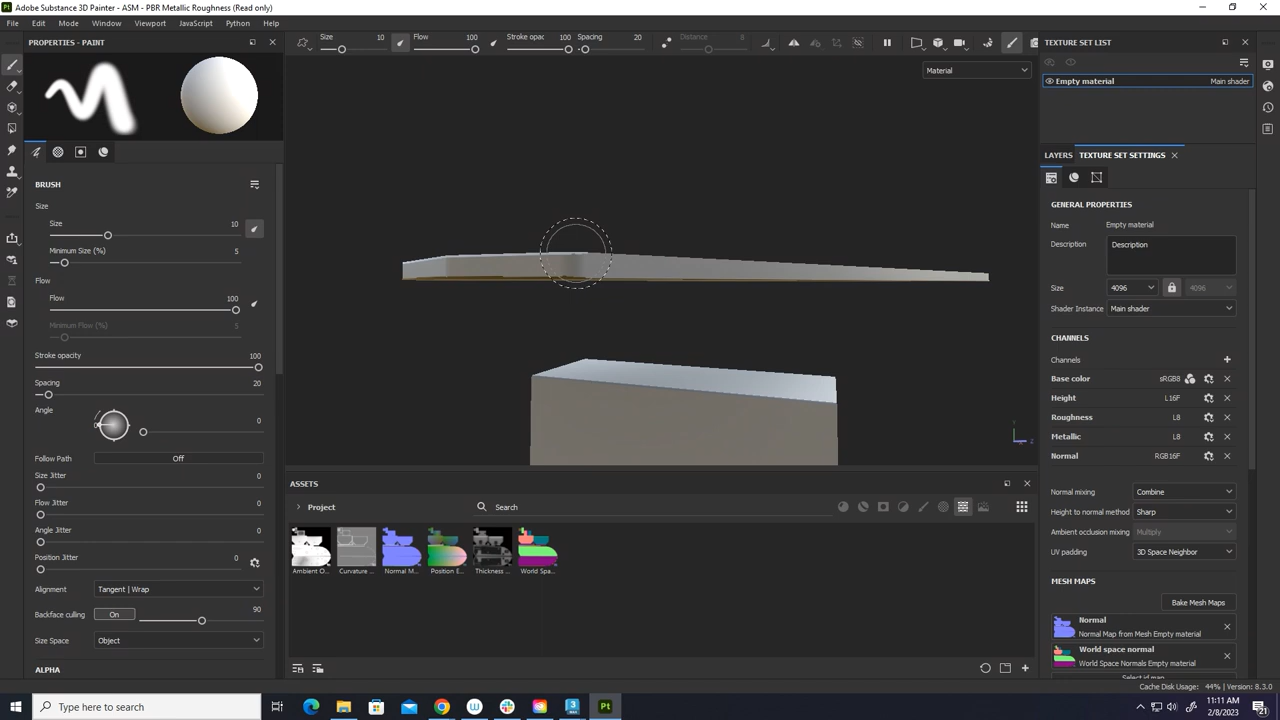 Adobe Substance 3D Painter - ASM - PBR Metallic Roughness (Read only)
File Edit Mode Window Viewport JavaScript Python Help
PROPERTIES - PAINT
Size 10
Flow 100
Stroke opac 100
Spacing 20
Distance 8
Material
BRUSH
Size
Size 10
Minimum Size (%) 5
Flow
Flow 100
Minimum Flow (%) 5
Stroke opacity 100
Spacing 20
Angle 0
Follow Path Off
Size Jitter 0
Flow Jitter 0
Angle Jitter 0
Position Jitter 0
Alignment Tangent | Wrap
Backface culling On 90
Size Space Object
ALPHA
ASSETS
Project
Search
Ambient O... Curvature ... Normal M... Position E... Thickness ... World Spa...
TEXTURE SET LIST
Empty material Main shader
LAYERS TEXTURE SET SETTINGS
GENERAL PROPERTIES
Name Empty material
Description Description
Size 4096 4096
Shader Instance Main shader
CHANNELS
Channels
Base color sRGB8
Height L16F
Roughness L8
Metallic L8
Normal RGB16F
Normal mixing Combine
Height to normal method Sharp
Ambient occlusion mixing Multiply
UV padding 3D Space Neighbor
MESH MAPS
Bake Mesh Maps
Normal
Normal Map from Mesh Empty material
World space normal
World Space Normals Empty material
Select id map
Cache Disk Usage: 44% | Version: 8.3.0
Type here to search
11:11 AM
2/8/2023